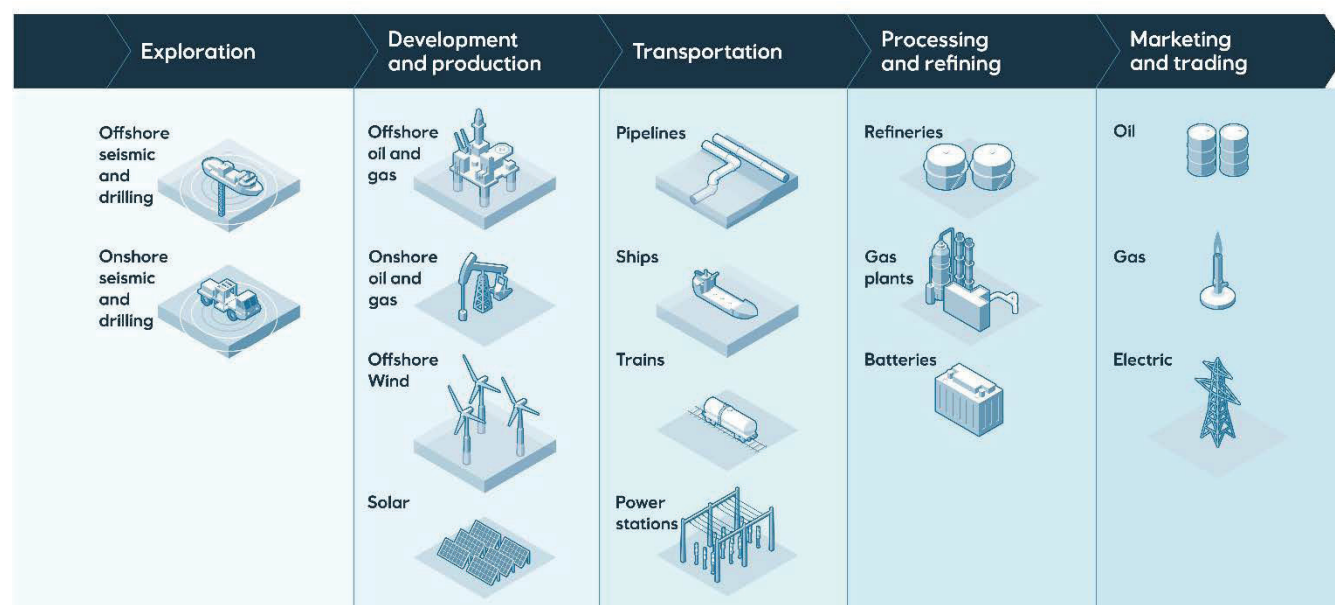 Exploration
Development
and production
Transportation
Processing
and refining
Marketing
and trading
Offshore
seismic
and
drilling
Onshore
seismic
and
drilling
Offshore
oil and
gas
Onshore
oil and
gas
Offshore
Wind
Solar
Pipelines
Ships
Trains
Power
stations
Refineries
Gas
plants
Batteries
Oil
Gas
Electric